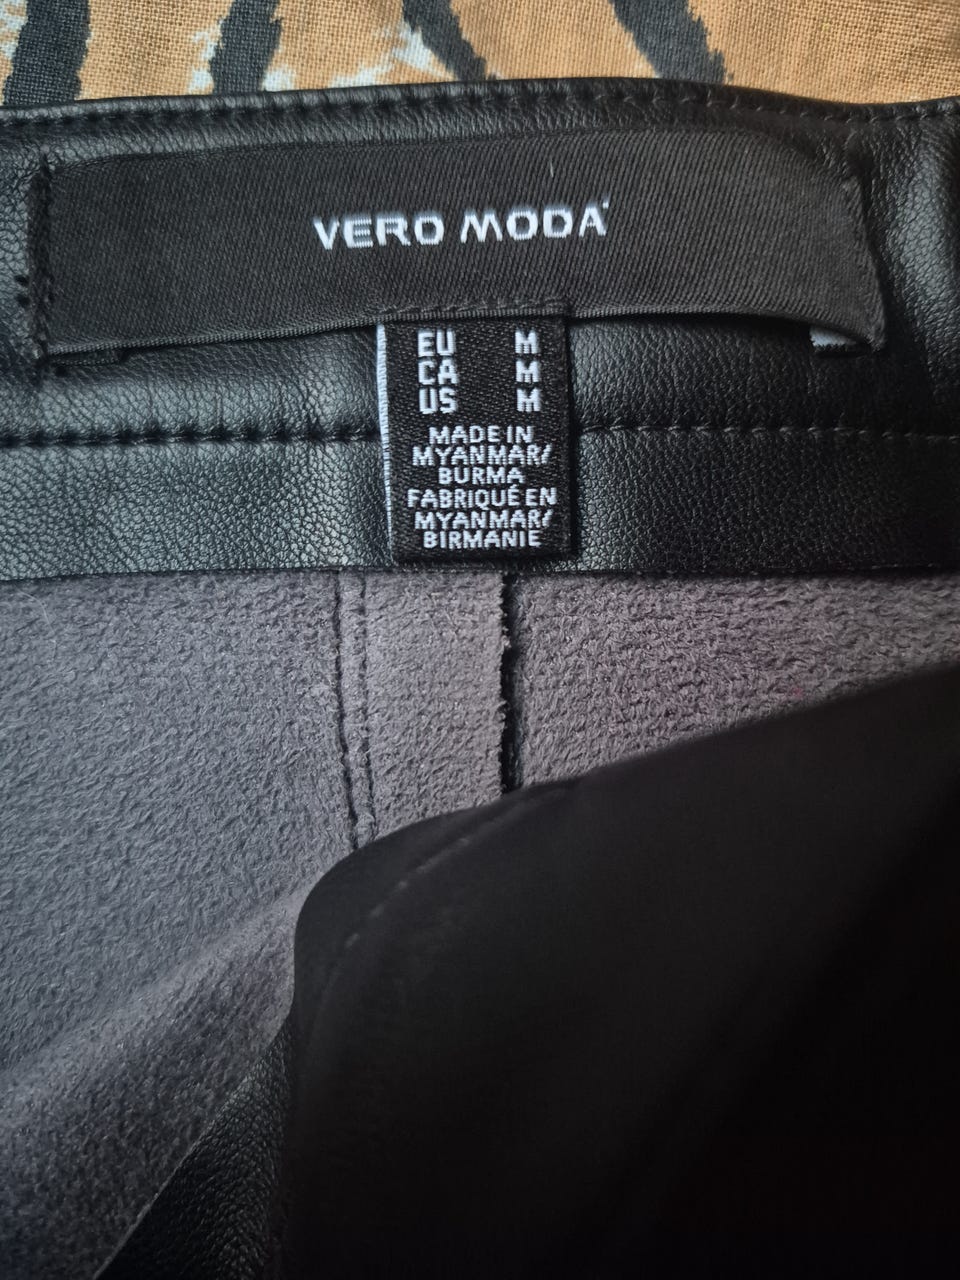 VERO MODA
EU M
CA M
US M
MADE IN
MYANMAR/
BURMA
FABRIQUÉ EN
MYANMAR/
BIRMANIE